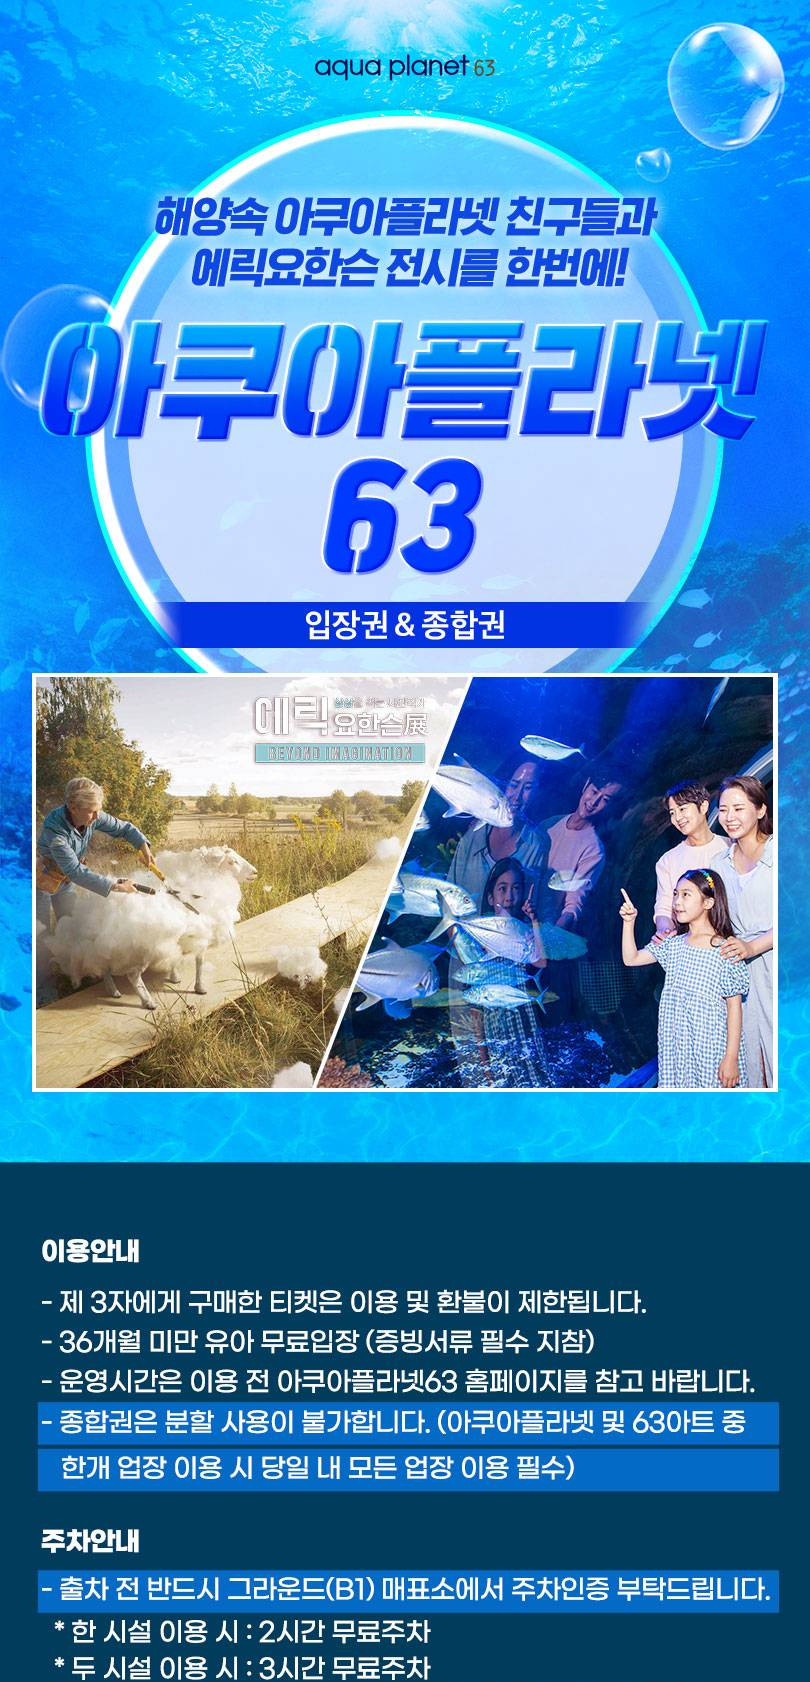 aqua planet 63
해양속 아쿠아플라넷 친구들과
에릭요한슨 전시를 한번에!
아쿠아플라넷
63
입장권 & 종합권
에릭
요한슨展
BEYOND IMAGINATION
이용안내
- 제 3자에게 구매한 티켓은 이용 및 환불이 제한됩니다.
- 36개월 미만 유아 무료입장 (증빙서류 필수 지참)
- 운영시간은 이용 전 아쿠아플라넷63 홈페이지를 참고 바랍니다.
- 종합권은 분할 사용이 불가합니다. (아쿠아플라넷 및 63아트 중
한개 업장 이용 시 당일 내 모든 업장 이용 필수)
주차안내
- 출차 전 반드시 그라운드(B1) 매표소에서 주차인증 부탁드립니다.
* 한 시설 이용 시 : 2시간 무료주차
* 두 시설 이용 시 : 3시간 무료주차